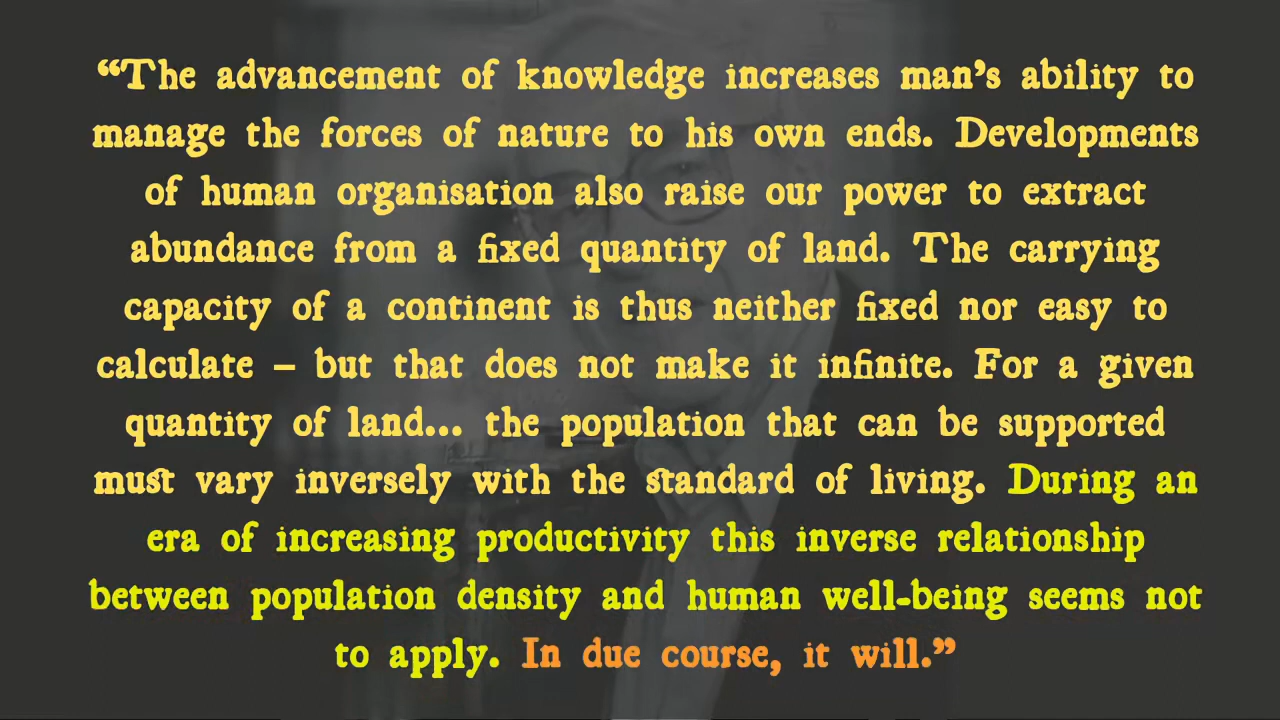 “The advancement of knowledge increases man’s ability to
manage the forces of nature to his own ends. Developments
of human organisation also raise our power to extract
abundance from a fixed quantity of land. The carrying
capacity of a continent is thus neither fixed nor easy to
calculate – but that does not make it infinite. For a given
quantity of land... the population that can be supported
must vary inversely with the standard of living. During an
era of increasing productivity this inverse relationship
between population density and human well-being seems not
to apply. In due course, it will.”